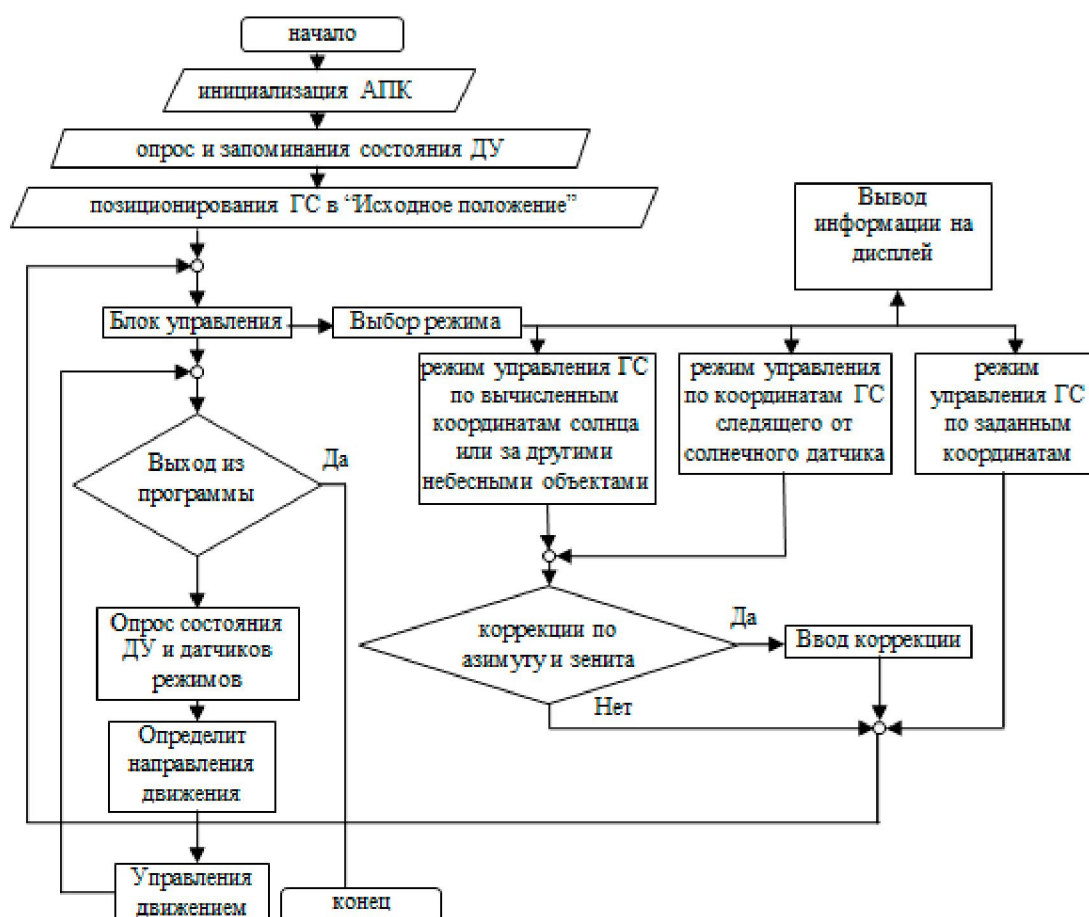 начало
инициализация АПК
опрос и запоминания состояния ДУ
позиционирования ГС в “Исходное положение”
Вывод
информации на
дисплей
Блок управления
Выбор режима
режим управления ГС
по вычисленным
координатам солнца
или за другими
небесными объектами
режим управления
по координатам ГС
следящего от
солнечного датчика
режим
управления ГС
по заданным
координатам
Выход из
программы
Да
коррекции по
азимуту и зенита
Да
Ввод коррекции
Нет
Опрос состояния
ДУ и датчиков
режимов
Определит
направления
движения
Управления
движением
конец